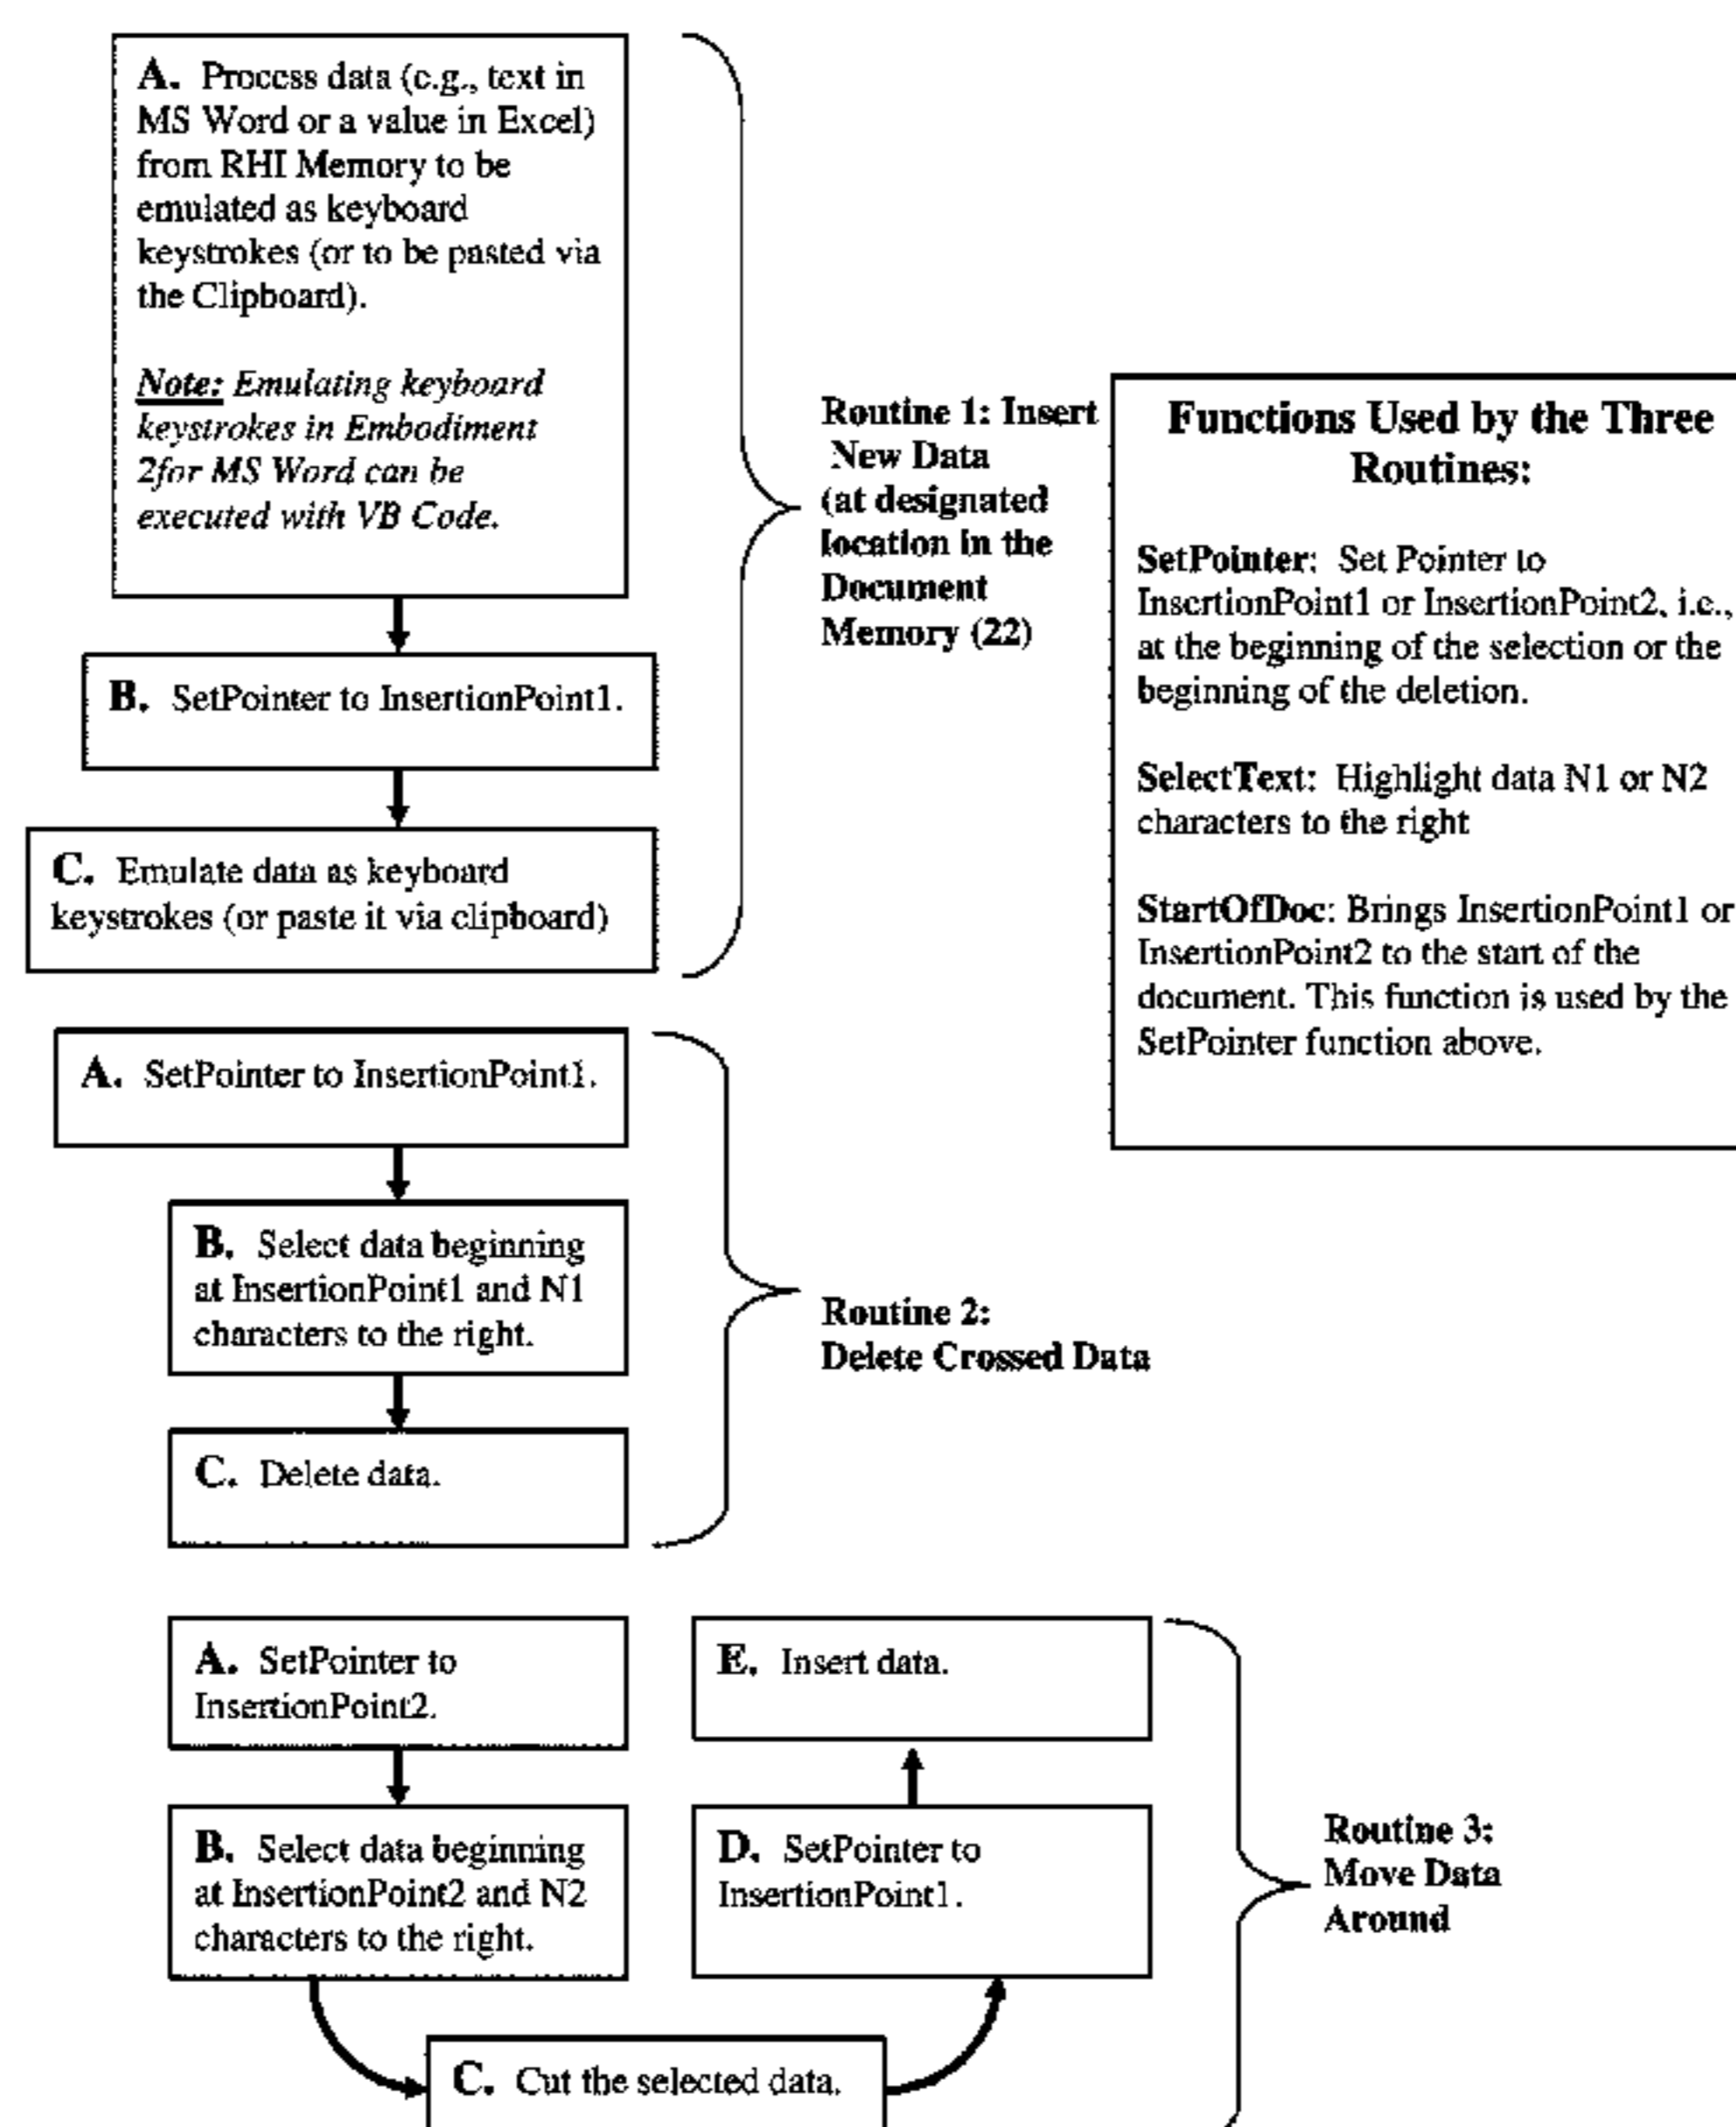 A. Process data (e.g., text in
MS Word or a value in Excel)
from RHI Memory to be
emulated as keyboard
keystrokes (or to be pasted via
the Clipboard).
Note: Emulating keyboard
keystrokes in Embodiment
2for MS Word can be
executed with VB Code.
B. SetPointer to InsertionPoint1.
C. Emulate data as keyboard
keystrokes (or paste it via clipboard)
Routine 1: Insert
New Data
(at designated
location in the
Document
Memory (22)
Functions Used by the Three
Routines:
SetPointer: Set Pointer to
InsertionPoint1 or InsertionPoint2, i.e.,
at the beginning of the selection or the
beginning of the deletion.
SelectText: Highlight data N1 or N2
characters to the right
StartOfDoc: Brings InsertionPoint1 or
InsertionPoint2 to the start of the
document. This function is used by the
SetPointer function above.
A. SetPointer to InsertionPoint1.
B. Select data beginning
at InsertionPoint1 and N1
characters to the right.
C. Delete data.
Routine 2:
Delete Crossed Data
A. SetPointer to
InsertionPoint2.
B. Select data beginning
at InsertionPoint2 and N2
characters to the right.
C. Cut the selected data.
D. SetPointer to
InsertionPoint1.
E. Insert data.
Routine 3:
Move Data
Around